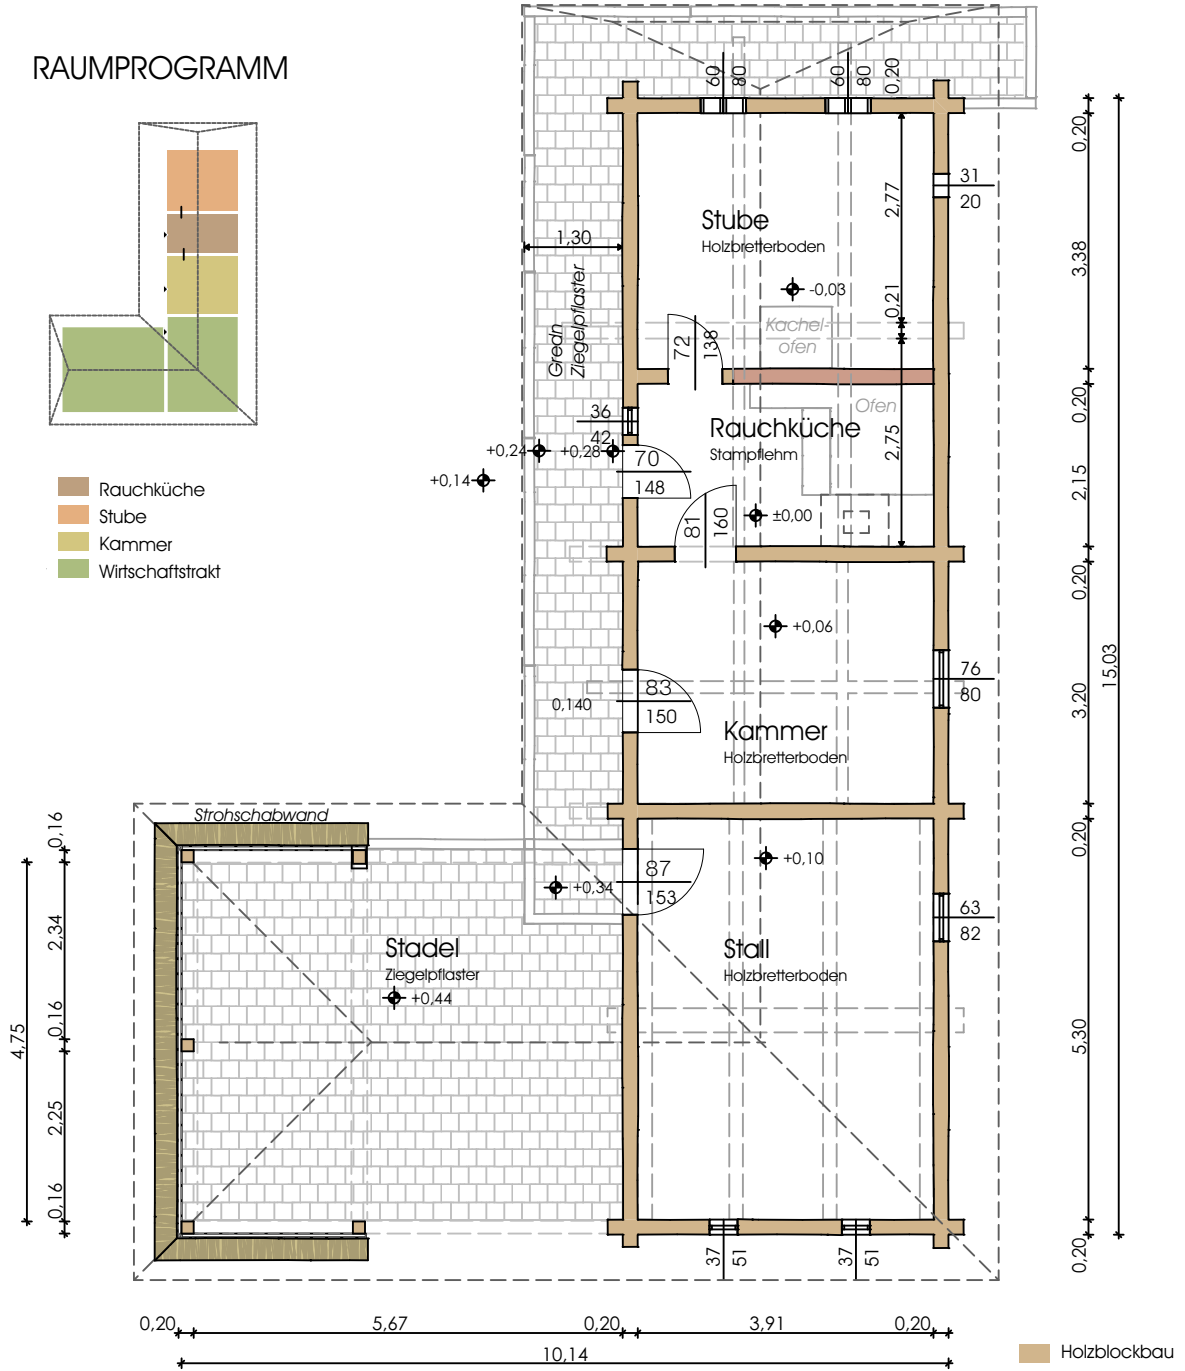 RAUMPROGRAMM
Rauchküche
Stube
Kammer
Wirtschaftstrakt
60
80
60
80
0,20
31
20
Stube
Holzbretterboden
2,77
1,30
-0,03
0,21
Gredn
Ziegelpflaster
Kachel-
ofen
72
138
36
42
Ofen
Rauchküche
Stampflehm
2,75
+0,24
+0,28
+0,14
70
148
81
160
±0,00
+0,06
83
150
0,140
76
80
Kammer
Holzbretterboden
Strohschabwand
+0,10
87
153
+0,34
63
82
Stadel
Ziegelpflaster
+0,44
Stall
Holzbretterboden
37
51
37
51
0,20
3,38
0,20
2,15
0,20
3,20
0,20
5,30
0,20
15,03
0,16
2,34
0,16
2,25
0,16
4,75
0,20
5,67
0,20
3,91
0,20
10,14
Holzblockbau